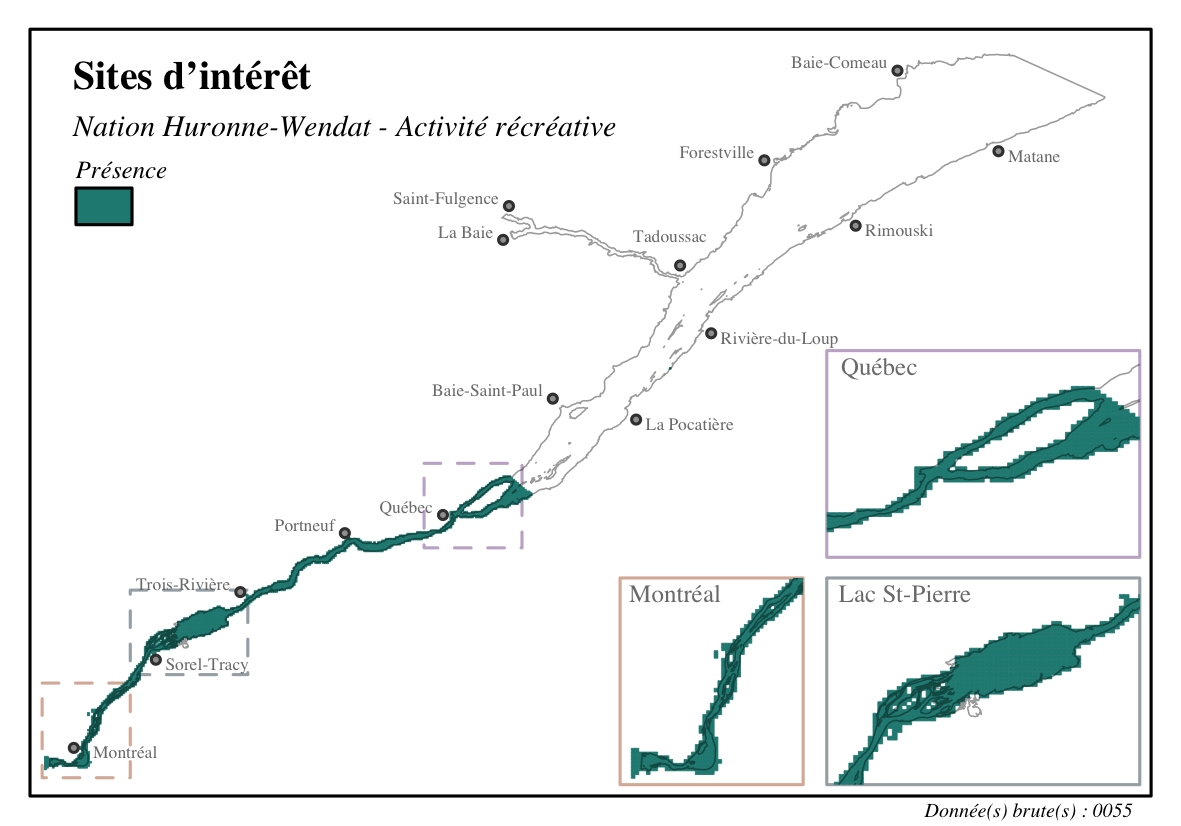 Sites d’intérêt
Nation Huronne-Wendat - Activité récréative
Présence
Baie-Comeau
Forestville
Matane
Saint-Fulgence
La Baie
Tadoussac
Rimouski
Rivière-du-Loup
Baie-Saint-Paul
La Pocatière
Québec
Portneuf
Trois-Rivière
Sorel-Tracy
Montréal
Québec
Montréal
Lac St-Pierre
Donnée(s) brute(s) : 0055